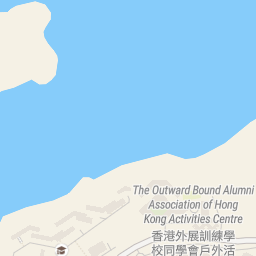 The Outward Bound Alumni
Association of Hong
Kong Activities Centre
香港外展訓練學
校同學會戶外活